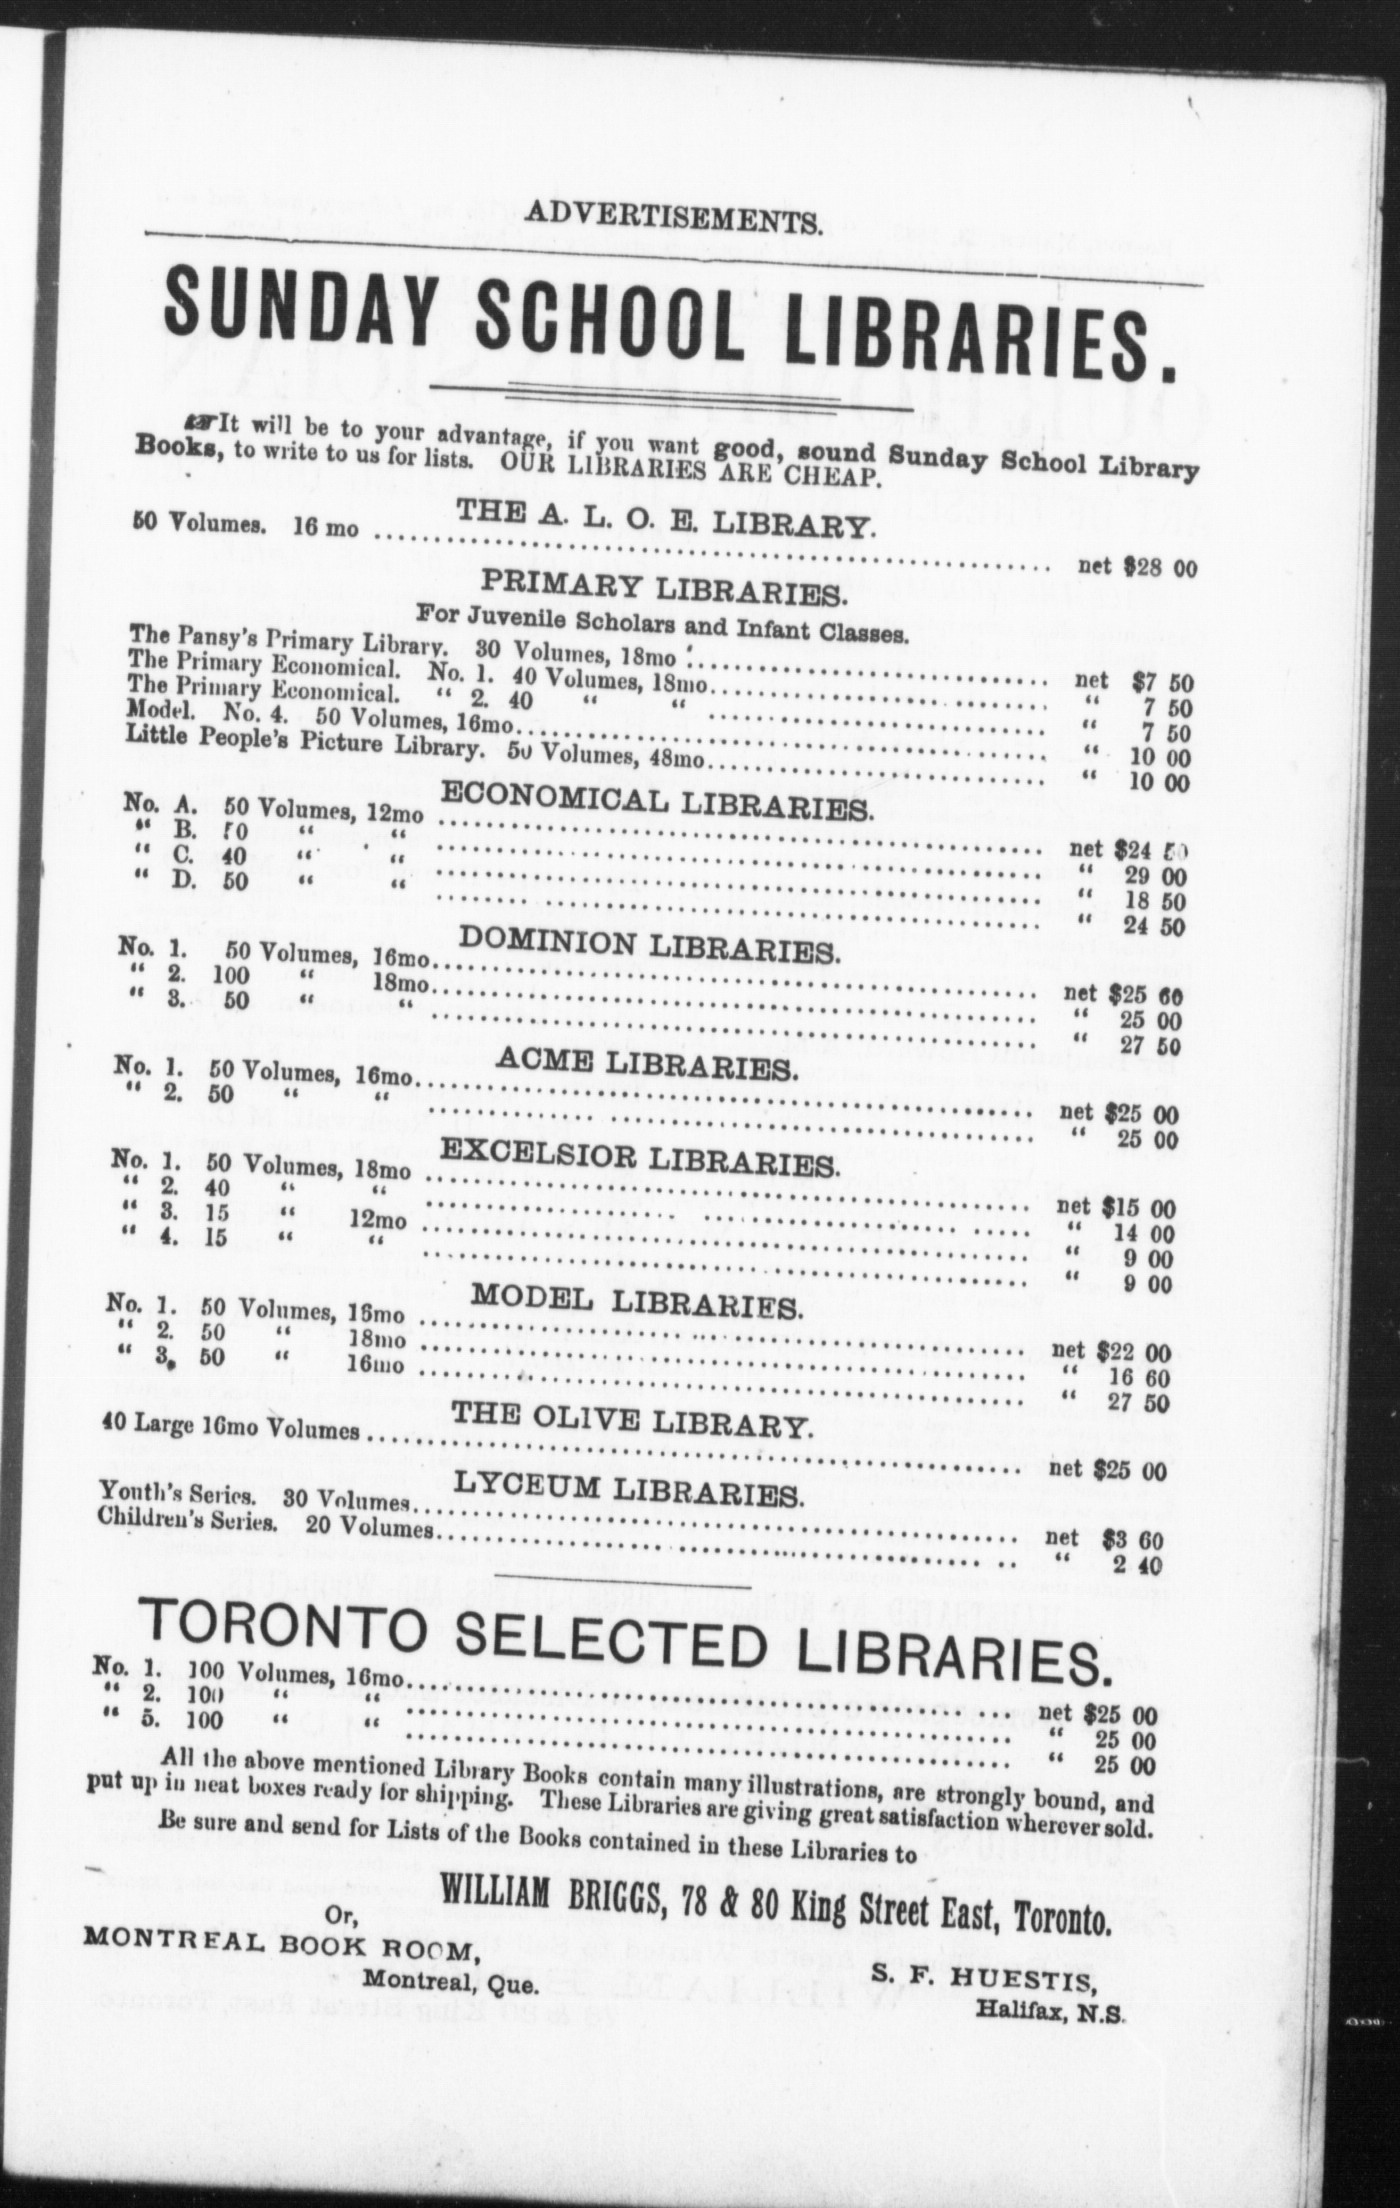 ADVERTISEMENTS.
SUNDAY SCHOOL LIBRARIES.
☞It will be to your advantage, if you want good, sound Sunday School Library
Books, to write to us for lists. OUR LIBRARIES ARE CHEAP.
THE A. L. O. E. LIBRARY.
50 Volumes. 16 mo ........ net $28 00
PRIMARY LIBRARIES.
For Juvenile Scholars and Infant Classes.
The Pansy's Primary Library. 30 Volumes, 18mo ........ net $7 50
The Primary Economical. No. 1. 40 Volumes, 18mo........ “ 7 50
The Primary Economical. “ 2. 40 “ “ ........ “ 7 50
Model. No. 4. 50 Volumes, 16mo........ “ 10 00
Little People's Picture Library. 50 Volumes, 48mo........ “ 10 00
ECONOMICAL LIBRARIES.
No. A. 50 Volumes, 12mo ........ net $24 50
“ B. 50 “ “ ........ “ 29 00
“ C. 40 “ “ ........ “ 18 50
“ D. 50 “ “ ........ “ 24 50
DOMINION LIBRARIES.
No. 1. 50 Volumes, 16mo........ net $25 60
“ 2. 100 “ 18mo........ “ 25 00
“ 3. 50 “ “ ........ “ 27 50
ACME LIBRARIES.
No. 1. 50 Volumes, 16mo........ net $25 00
“ 2. 50 “ “ ........ “ 25 00
EXCELSIOR LIBRARIES.
No. 1. 50 Volumes, 18mo ........ net $15 00
“ 2. 40 “ “ ........ “ 14 00
“ 3. 15 “ 12mo ........ “ 9 00
“ 4. 15 “ “ ........ “ 9 00
MODEL LIBRARIES.
No. 1. 50 Volumes, 16mo ........ net $22 00
“ 2. 50 “ 18mo ........ “ 16 60
“ 3. 50 “ 16mo ........ “ 27 50
THE OLIVE LIBRARY.
40 Large 16mo Volumes ........ net $25 00
LYCEUM LIBRARIES.
Youth's Series. 30 Volumes........ net $3 60
Children's Series. 20 Volumes........ “ 2 40
TORONTO SELECTED LIBRARIES.
No. 1. 100 Volumes, 16mo........ net $25 00
“ 2. 100 “ “ ........ “ 25 00
“ 5. 100 “ “ ........ “ 25 00
All the above mentioned Library Books contain many illustrations, are strongly bound, and
put up in neat boxes ready for shipping. These Libraries are giving great satisfaction wherever sold.
Be sure and send for Lists of the Books contained in these Libraries to
WILLIAM BRIGGS, 78 & 80 King Street East, Toronto.
Or,
MONTREAL BOOK ROOM,
Montreal, Que.
S. F. HUESTIS,
Halifax, N.S.